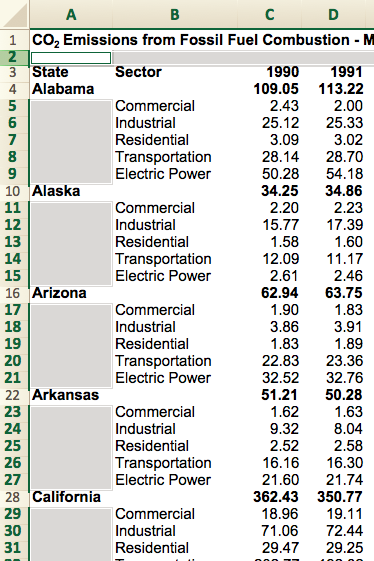 A B C D
1 CO₂ Emissions from Fossil Fuel Combustion - M
2
3 State Sector 1990 1991
4 Alabama 109.05 113.22
5 Commercial 2.43 2.00
6 Industrial 25.12 25.33
7 Residential 3.09 3.02
8 Transportation 28.14 28.70
9 Electric Power 50.28 54.18
10 Alaska 34.25 34.86
11 Commercial 2.20 2.23
12 Industrial 15.77 17.39
13 Residential 1.58 1.60
14 Transportation 12.09 11.17
15 Electric Power 2.61 2.46
16 Arizona 62.94 63.75
17 Commercial 1.90 1.83
18 Industrial 3.86 3.91
19 Residential 1.83 1.89
20 Transportation 22.83 23.36
21 Electric Power 32.52 32.76
22 Arkansas 51.21 50.28
23 Commercial 1.62 1.63
24 Industrial 9.32 8.04
25 Residential 2.52 2.58
26 Transportation 16.16 16.30
27 Electric Power 21.60 21.74
28 California 362.43 350.77
29 Commercial 18.96 19.11
30 Industrial 71.06 72.44
31 Residential 29.47 29.25